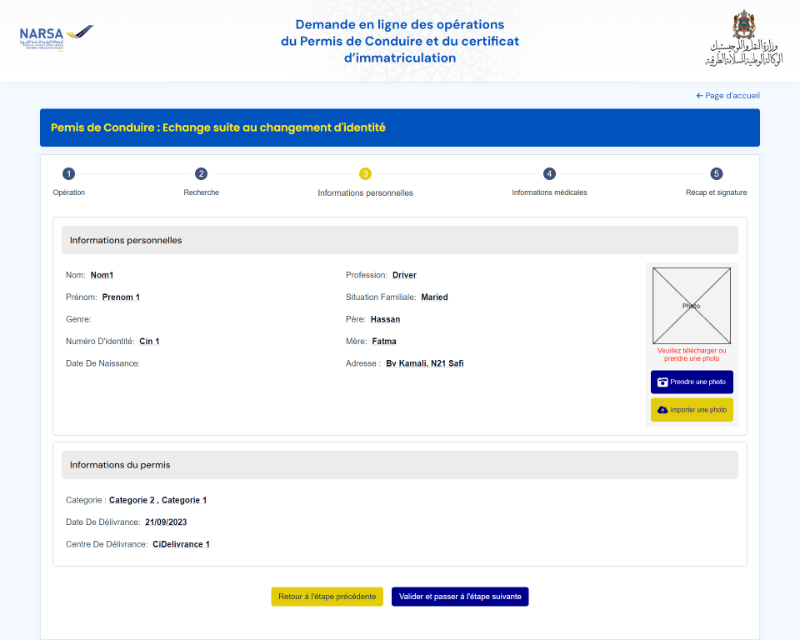 NARSA
Demande en ligne des opérations
du Permis de Conduire et du certificat
d'immatriculation
وزارة النقل واللوجيستيك
الوكالة الوطنية للسلامة الطرقية
← Page d'accueil
Pemis de Conduire : Echange suite au changement d'identité
1 2 3 4 5
Opération Recherche Informations personnelles Informations médicales Récap et signature
Informations personnelles
Nom: Nom1
Prénom: Prenom 1
Genre:
Numéro D'identité: Cin 1
Date De Naissance:
Profession: Driver
Situation Familiale: Maried
Père: Hassan
Mère: Fatma
Adresse : Bv Kamali, N21 Safi
Photo
Veuillez télécharger ou
prendre une photo
Prendre une photo
Importer une photo
Informations du permis
Categorie : Categorie 2 , Categorie 1
Date De Délivrance: 21/09/2023
Centre De Délivrance: CiDelivrance 1
Retour à l'étape précédente Valider et passer à l'étape suivante